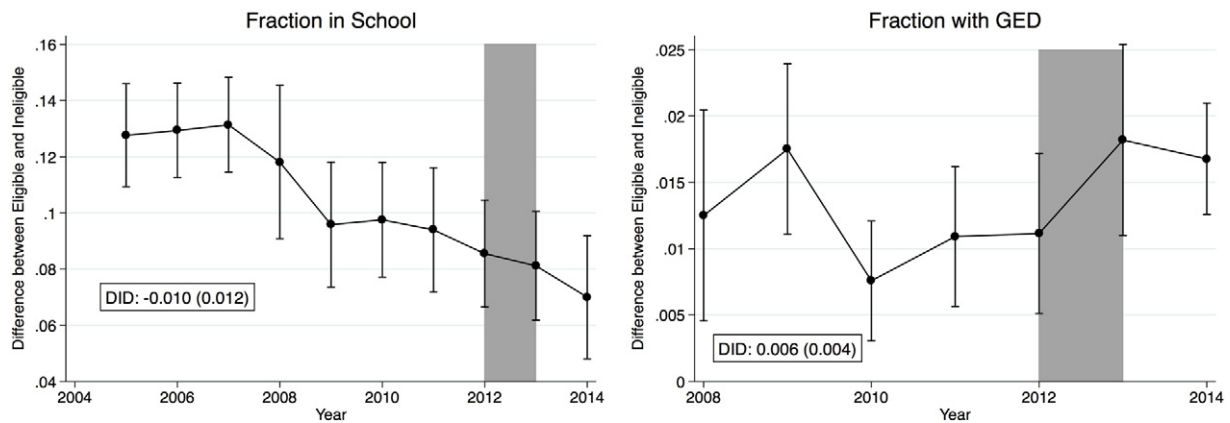 Fraction in School
Difference between Eligible and Ineligible
.16
.14
.12
.1
.08
.06
.04
DID: -0.010 (0.012)
2004 2006 2008 2010 2012 2014
Year
Fraction with GED
Difference between Eligible and Ineligible
.025
.02
.015
.01
.005
0
DID: 0.006 (0.004)
2008 2010 2012 2014
Year